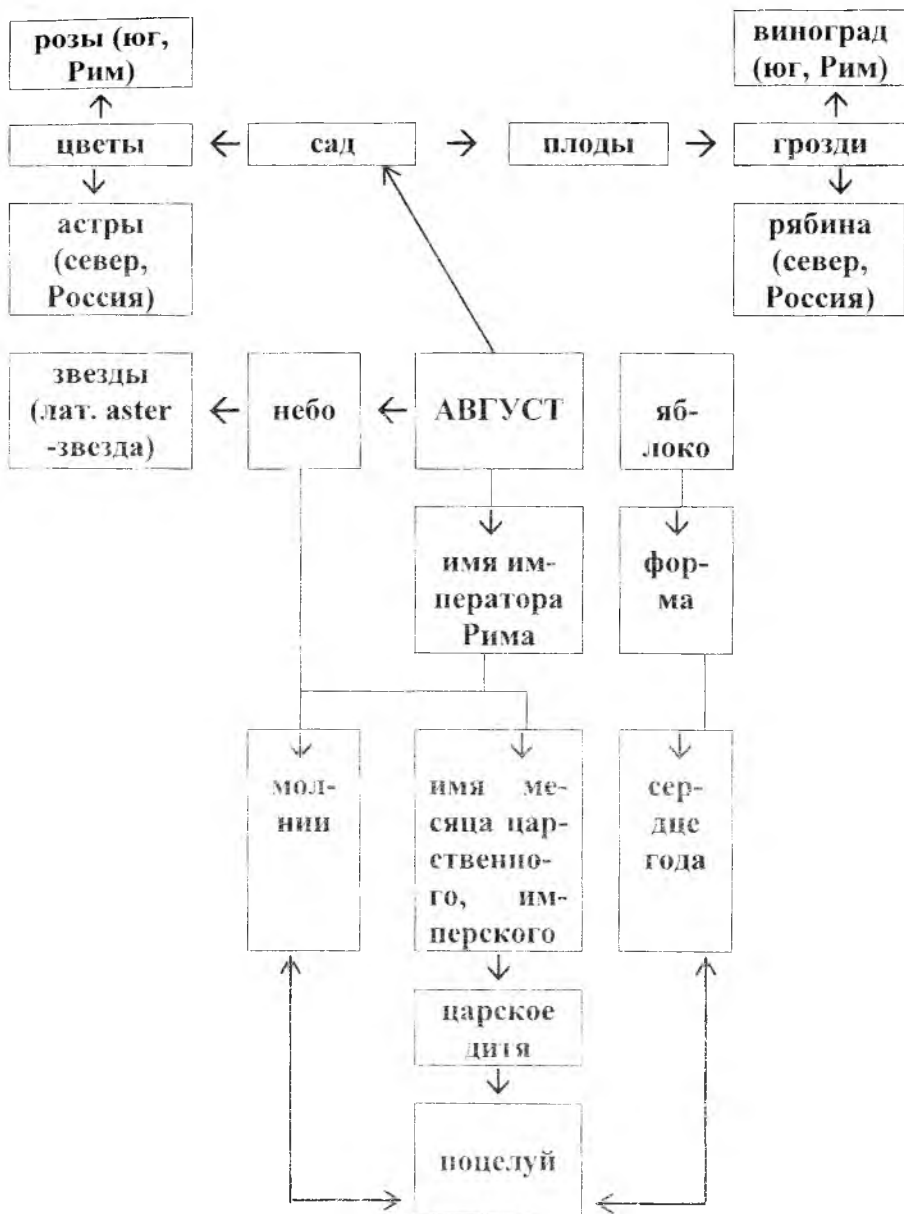 розы (юг,
Рим)
виноград
(юг, Рим)
цветы
сад
плоды
грозди
астры
(север,
Россия)
рябина
(север,
Россия)
звезды
(лат. aster
-звезда)
небо
АВГУСТ
яб-
локо
имя им-
ператора
Рима
фор-
ма
мол-
нии
имя ме-
сяца цар-
ственно-
го, им-
перского
сер-
дце
года
царское
дитя
поцелуй